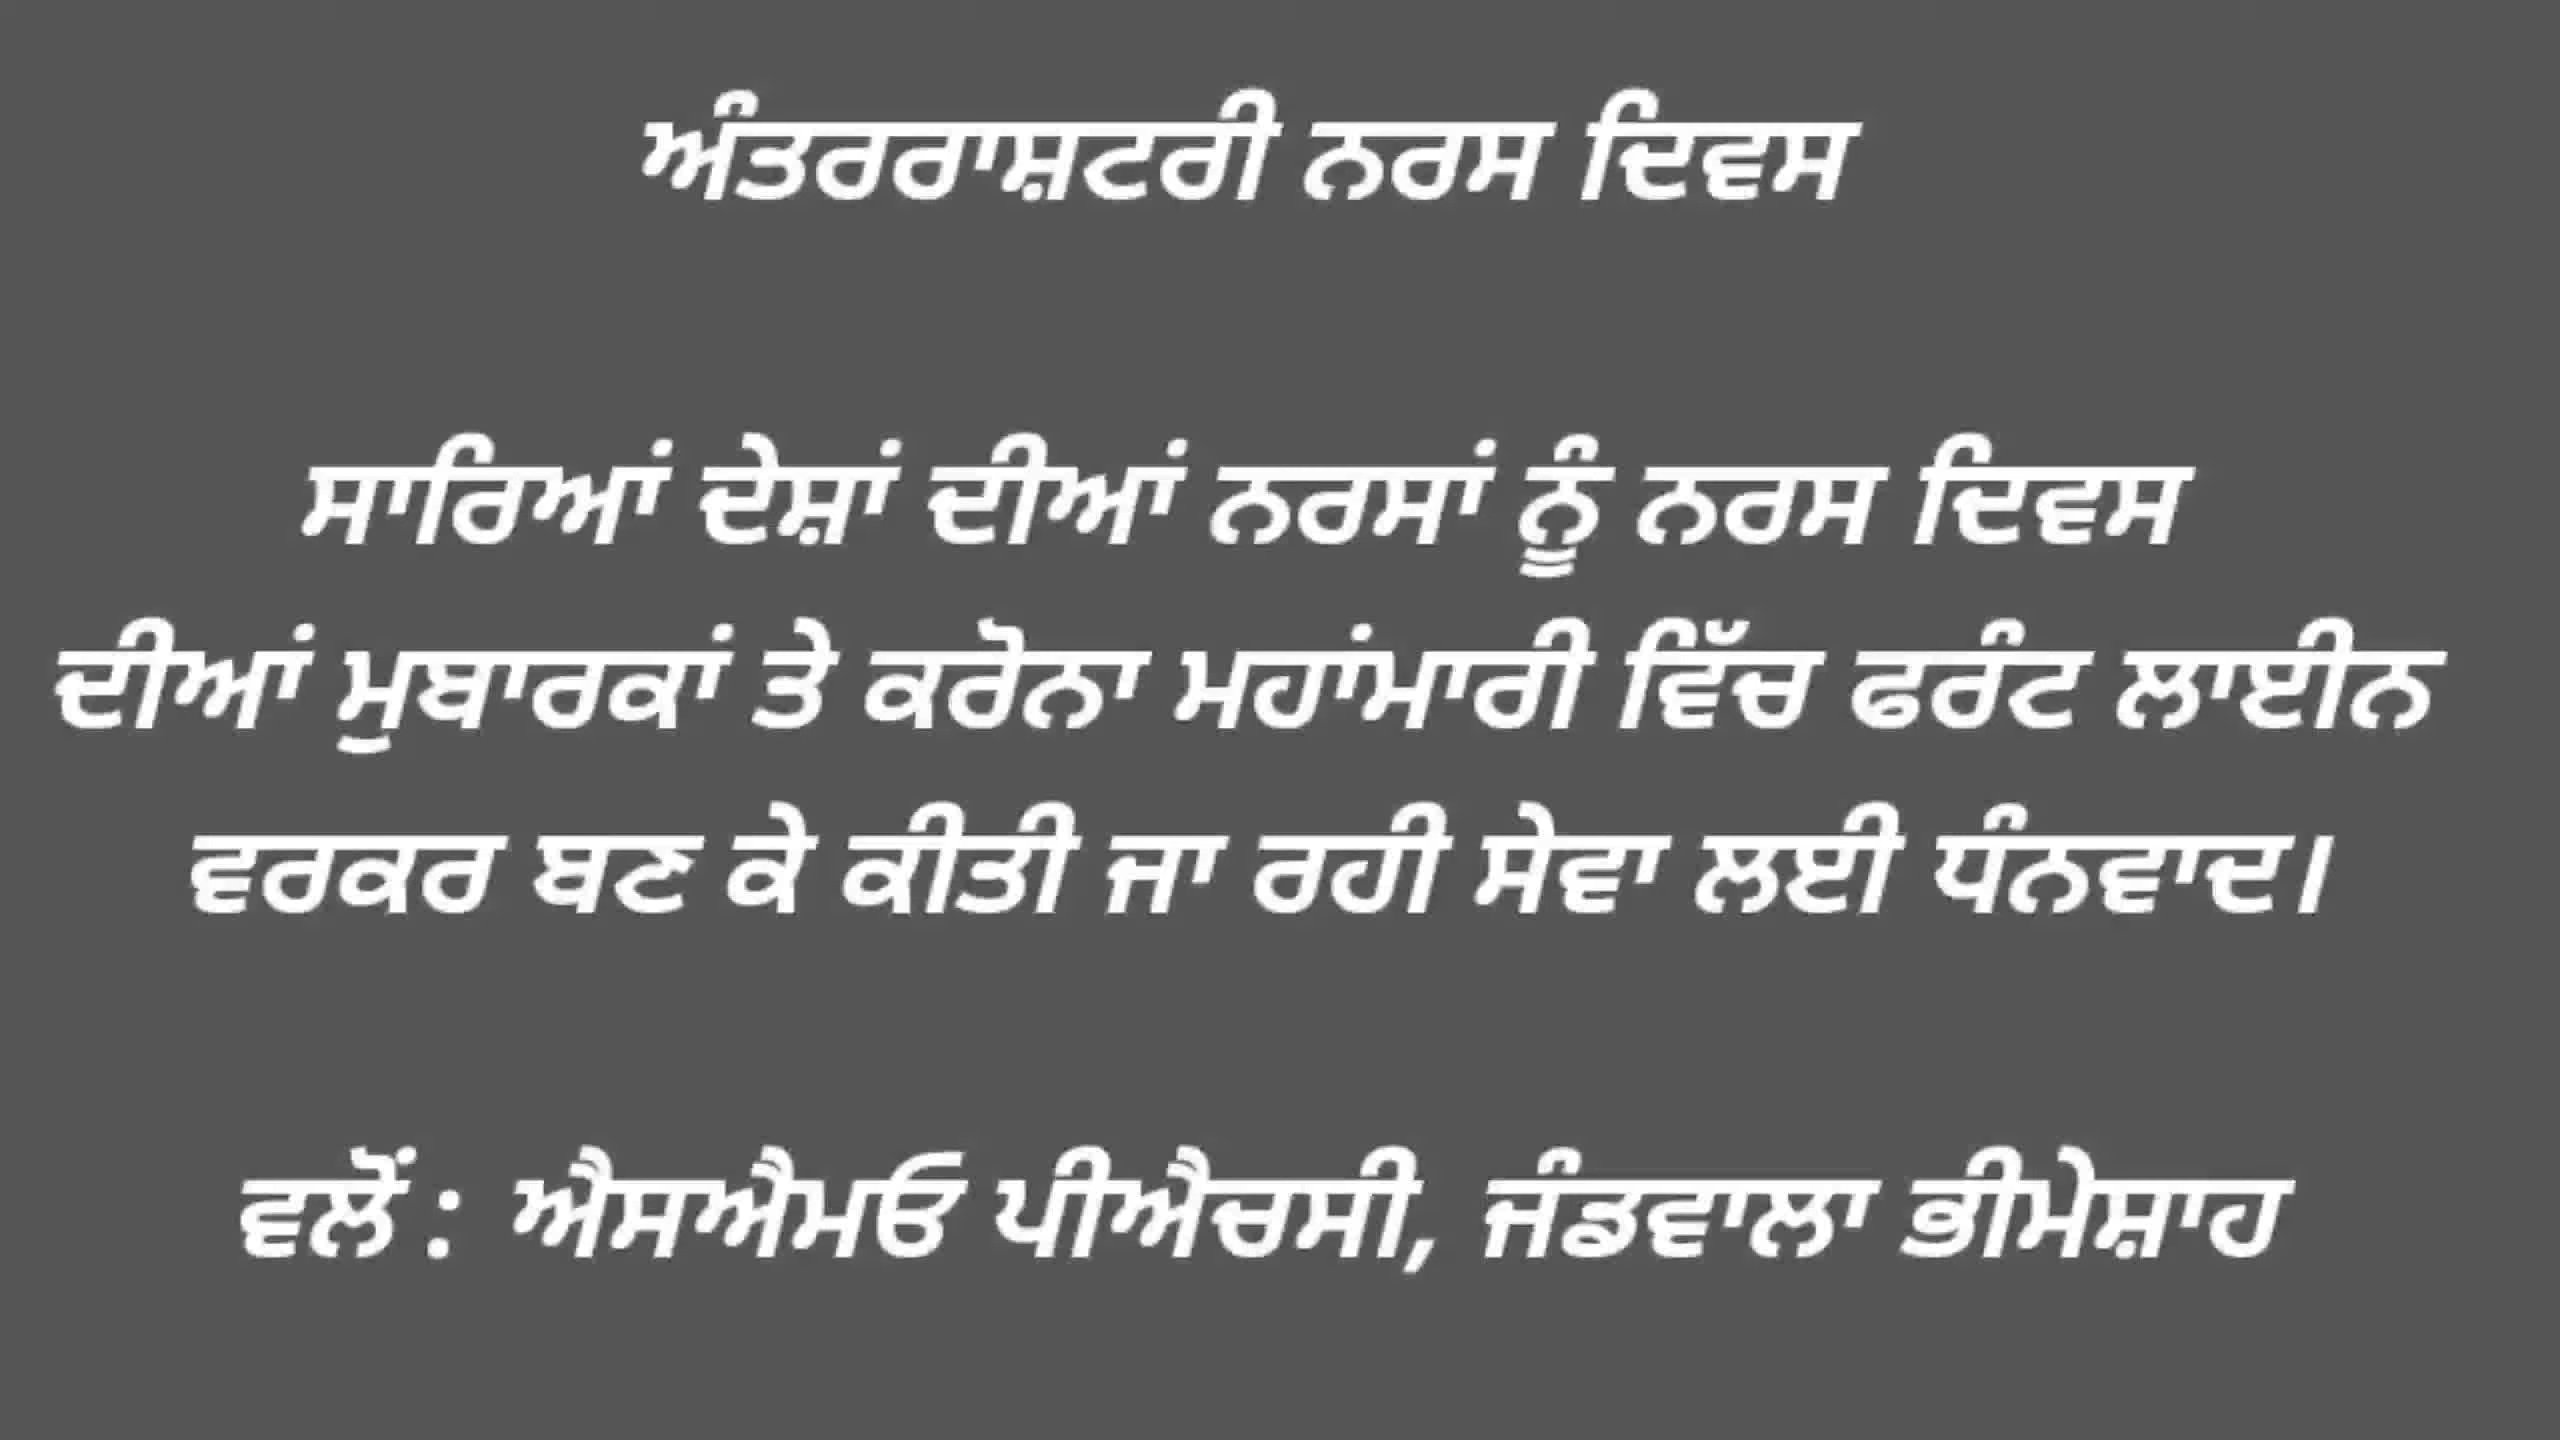 ਅੰਤਰਰਾਸ਼ਟਰੀ ਨਰਸ ਦਿਵਸ
ਸਾਰਿਆਂ ਦੇਸ਼ਾਂ ਦੀਆਂ ਨਰਸਾਂ ਨੂੰ ਨਰਸ ਦਿਵਸ
ਦੀਆਂ ਮੁਬਾਰਕਾਂ ਤੇ ਕਰੋਨਾ ਮਹਾਂਮਾਰੀ ਵਿੱਚ ਫਰੰਟ ਲਾਈਨ
ਵਰਕਰ ਬਣ ਕੇ ਕੀਤੀ ਜਾ ਰਹੀ ਸੇਵਾ ਲਈ ਧੰਨਵਾਦ।
ਵਲੋਂ : ਐਸਐਮਓ ਪੀਐਚਸੀ, ਜੰਡਵਾਲਾ ਭੀਮੇਸ਼ਾਹ